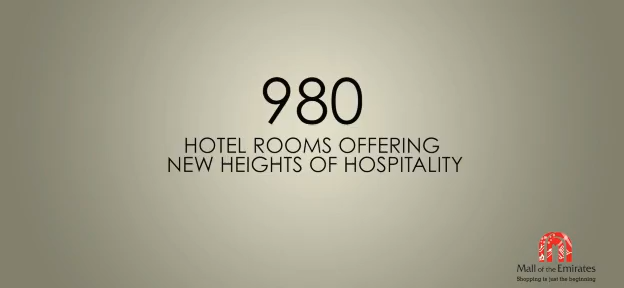 980
HOTEL ROOMS OFFERING
NEW HEIGHTS OF HOSPITALITY
Mall of the Emirates
Shopping is just the beginning